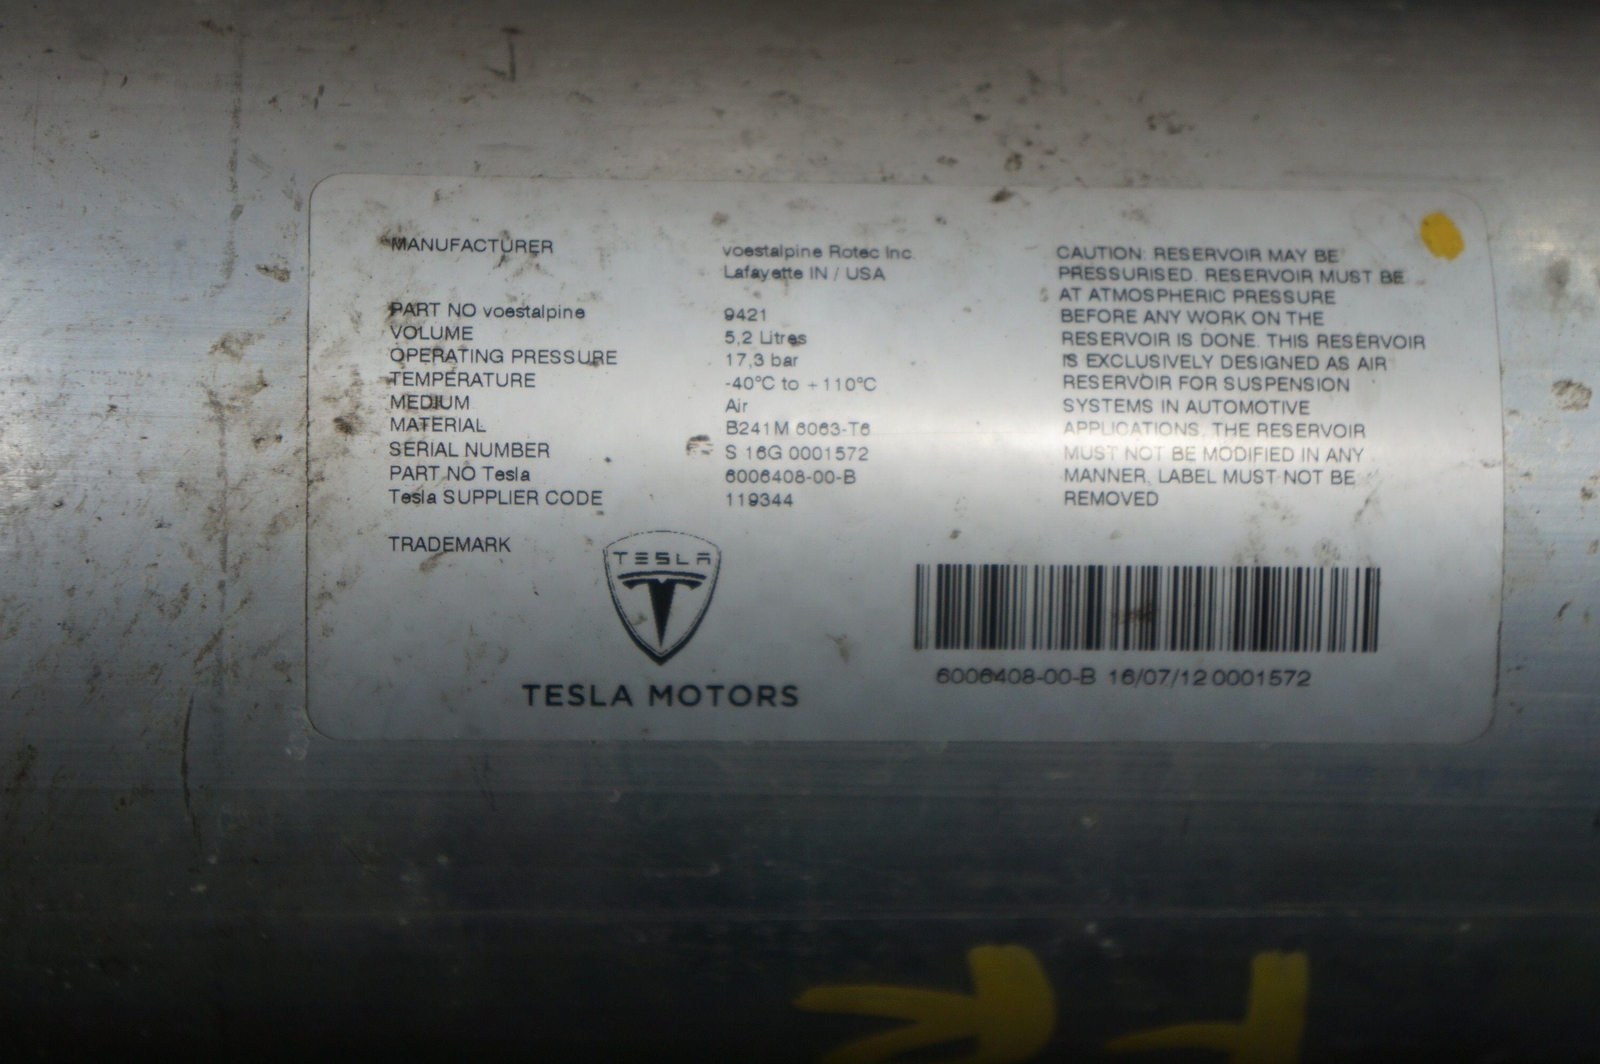 MANUFACTURER voestalpine Rotec Inc.
Lafayette IN / USA
PART NO voestalpine 9421
VOLUME 5,2 Litres
OPERATING PRESSURE 17,3 bar
TEMPERATURE -40°C to +110°C
MEDIUM Air
MATERIAL B241M 6063-T6
SERIAL NUMBER S 16G 0001572
PART NO Tesla 6006408-00-B
Tesla SUPPLIER CODE 119344
TRADEMARK
TESLA
TESLA MOTORS
CAUTION: RESERVOIR MAY BE
PRESSURISED. RESERVOIR MUST BE
AT ATMOSPHERIC PRESSURE
BEFORE ANY WORK ON THE
RESERVOIR IS DONE. THIS RESERVOIR
IS EXCLUSIVELY DESIGNED AS AIR
RESERVOIR FOR SUSPENSION
SYSTEMS IN AUTOMOTIVE
APPLICATIONS. THE RESERVOIR
MUST NOT BE MODIFIED IN ANY
MANNER, LABEL MUST NOT BE
REMOVED
6006408-00-B 16/07/12 0001572